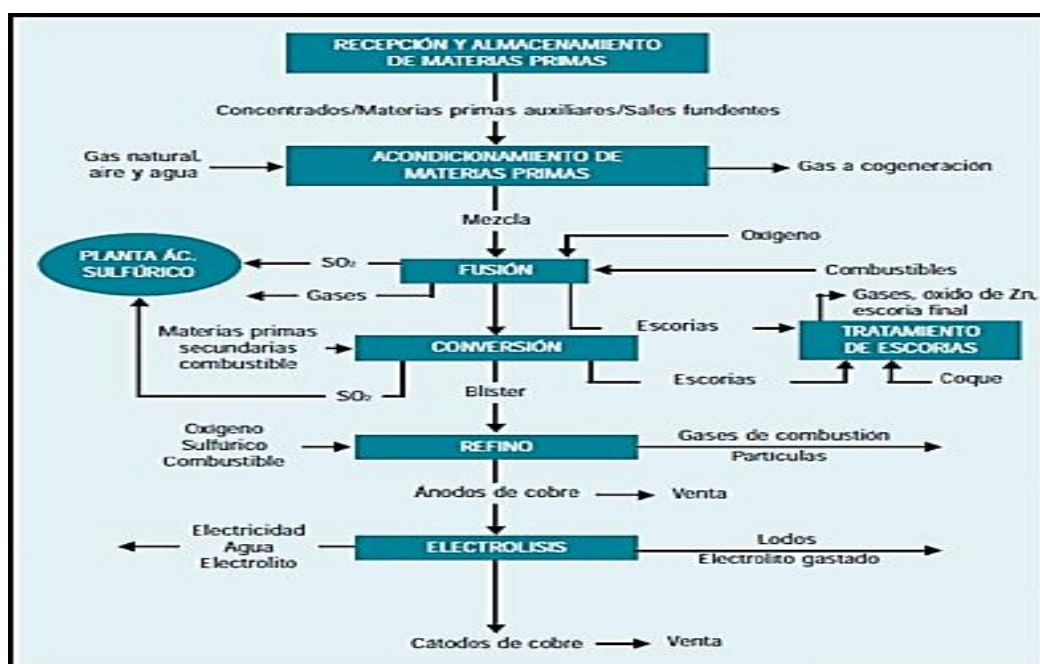 RECEPCIÓN Y ALMACENAMIENTO
DE MATERIAS PRIMAS
Concentrados/Materias primas auxiliares/Sales fundentes
Gas natural,
aire y agua
ACONDICIONAMIENTO DE
MATERIAS PRIMAS
Gas a cogeneración
Mezcla
Oxígeno
PLANTA ÁC.
SULFÚRICO
SO₂
FUSIÓN
Combustibles
Gases
Gases, óxido de Zn,
escoria final
Materias primas
secundarias
combustible
CONVERSIÓN
Escorias
TRATAMIENTO
DE ESCORIAS
SO₂
Blister
Escorias
Coque
Oxígeno
Sulfúrico
Combustible
REFINO
Gases de combustión
Partículas
Ánodos de cobre
Venta
Electricidad
Agua
Electrolito
ELECTROLISIS
Lodos
Electrolito gastado
Cátodos de cobre
Venta